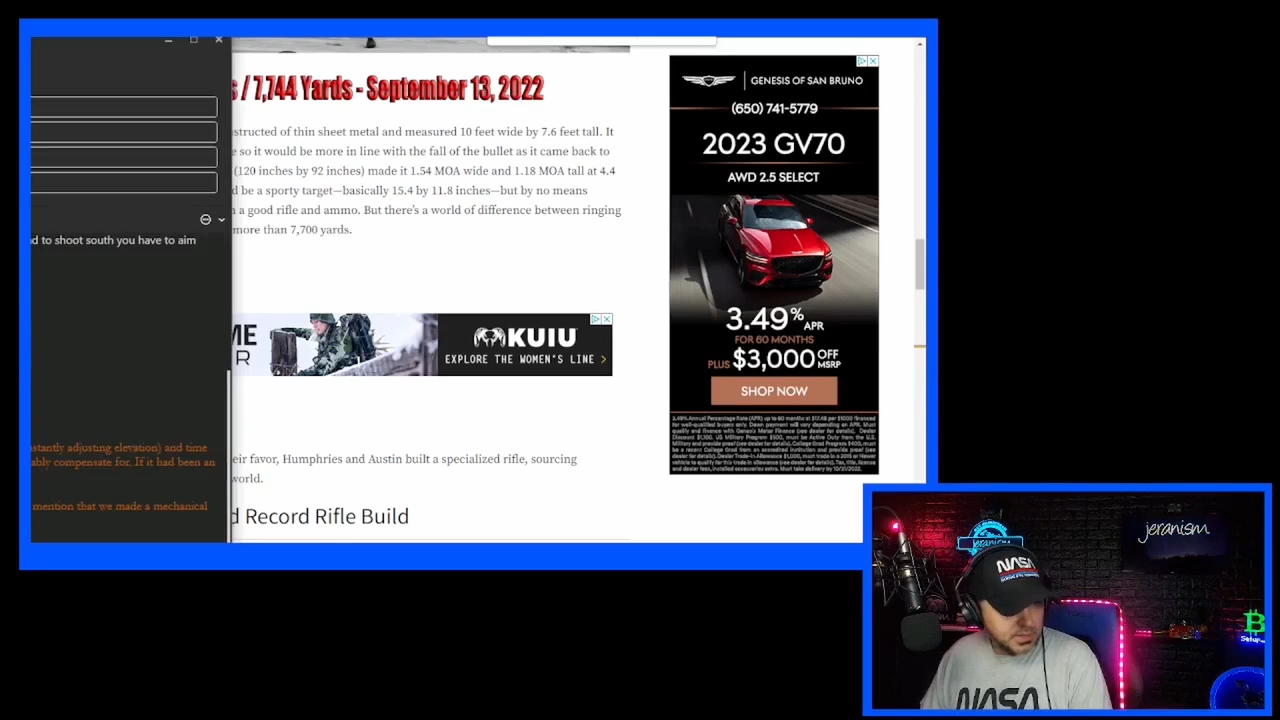 s / 7,744 Yards - September 13, 2022
nstructed of thin sheet metal and measured 10 feet wide by 7.6 feet tall. It
e so it would be more in line with the fall of the bullet as it came back to
(120 inches by 92 inches) made it 1.54 MOA wide and 1.18 MOA tall at 4.4
d be a sporty target—basically 15.4 by 11.8 inches—but by no means
n a good rifle and ammo. But there's a world of difference between ringing
more than 7,700 yards.
d to shoot south you have to aim
ME
R
KUIU
EXPLORE THE WOMEN'S LINE >
nstantly adjusting elevation) and time
ably compensate for. If it had been an
mention that we made a mechanical
eir favor, Humphries and Austin built a specialized rifle, sourcing
world.
d Record Rifle Build
GENESIS OF SAN BRUNO
(650) 741-5779
2023 GV70
AWD 2.5 SELECT
3.49% APR
FOR 60 MONTHS
PLUS $3,000 OFF MSRP
SHOP NOW
jeranism
jeranism
NASA
NASA